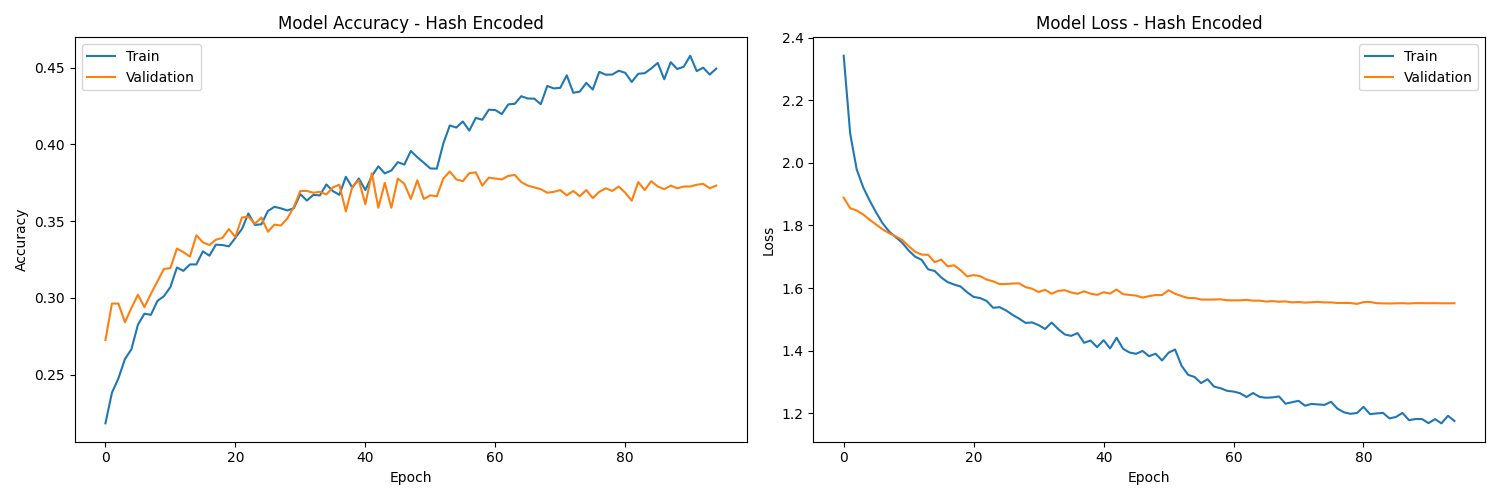 Model Accuracy - Hash Encoded
Train
Validation
0.45
0.40
0.35
0.30
0.25
Accuracy
0
20
40
60
80
Epoch
Model Loss - Hash Encoded
Train
Validation
2.4
2.2
2.0
1.8
1.6
1.4
1.2
Loss
0
20
40
60
80
Epoch